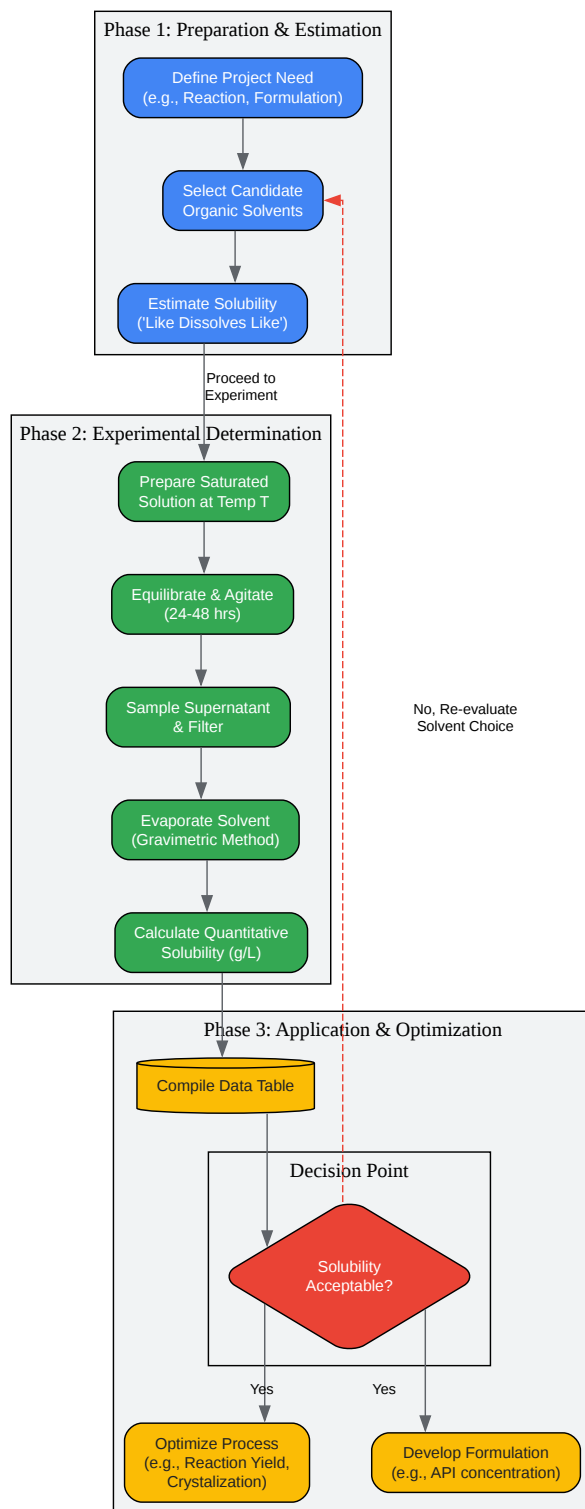 Phase 1: Preparation & Estimation
Define Project Need
(e.g., Reaction, Formulation)
Select Candidate
Organic Solvents
Estimate Solubility
('Like Dissolves Like')
Proceed to
Experiment
Phase 2: Experimental Determination
Prepare Saturated
Solution at Temp T
Equilibrate & Agitate
(24-48 hrs)
Sample Supernatant
& Filter
No, Re-evaluate
Solvent Choice
Evaporate Solvent
(Gravimetric Method)
Calculate Quantitative
Solubility (g/L)
Phase 3: Application & Optimization
Compile Data Table
Decision Point
Solubility
Acceptable?
Yes
Yes
Optimize Process
(e.g., Reaction Yield,
Crystalization)
Develop Formulation
(e.g., API concentration)